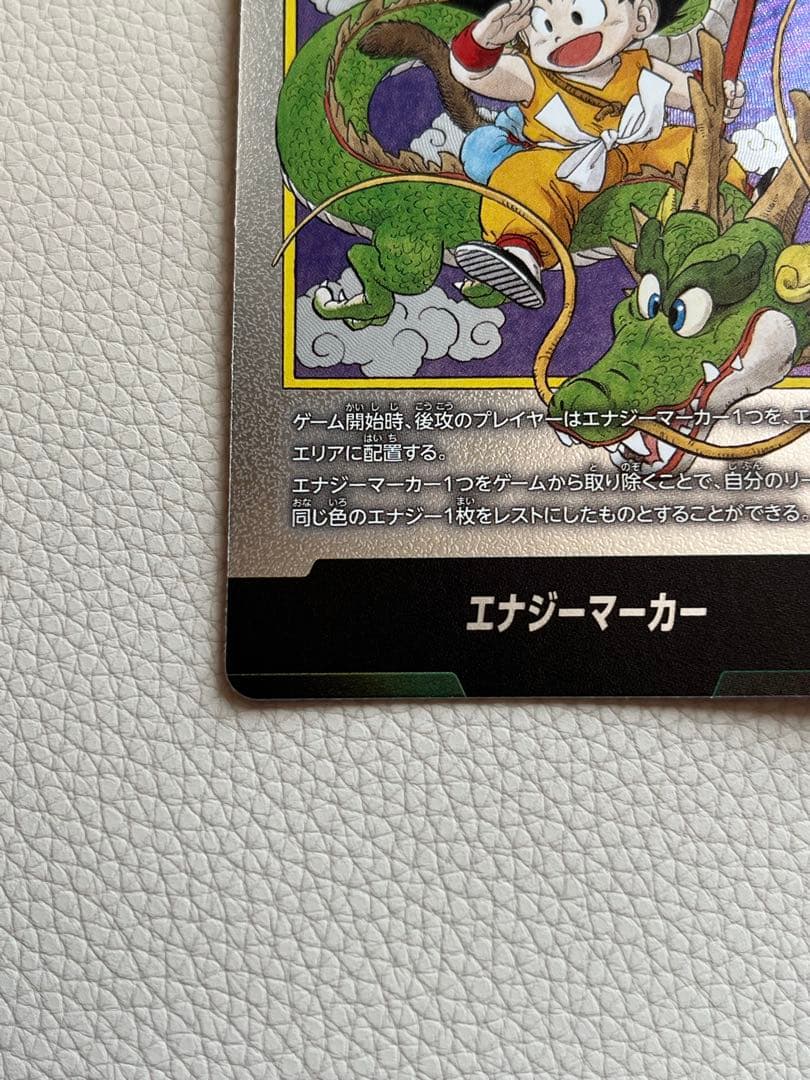 ゲーム開始時、後攻のプレイヤーはエナジーマーカー1つを、エ
エリアに配置する。
エナジーマーカー1つをゲームから取り除くことで、自分のリー
同じ色のエナジー1枚をレストにしたものとすることができる。
エナジーマーカー